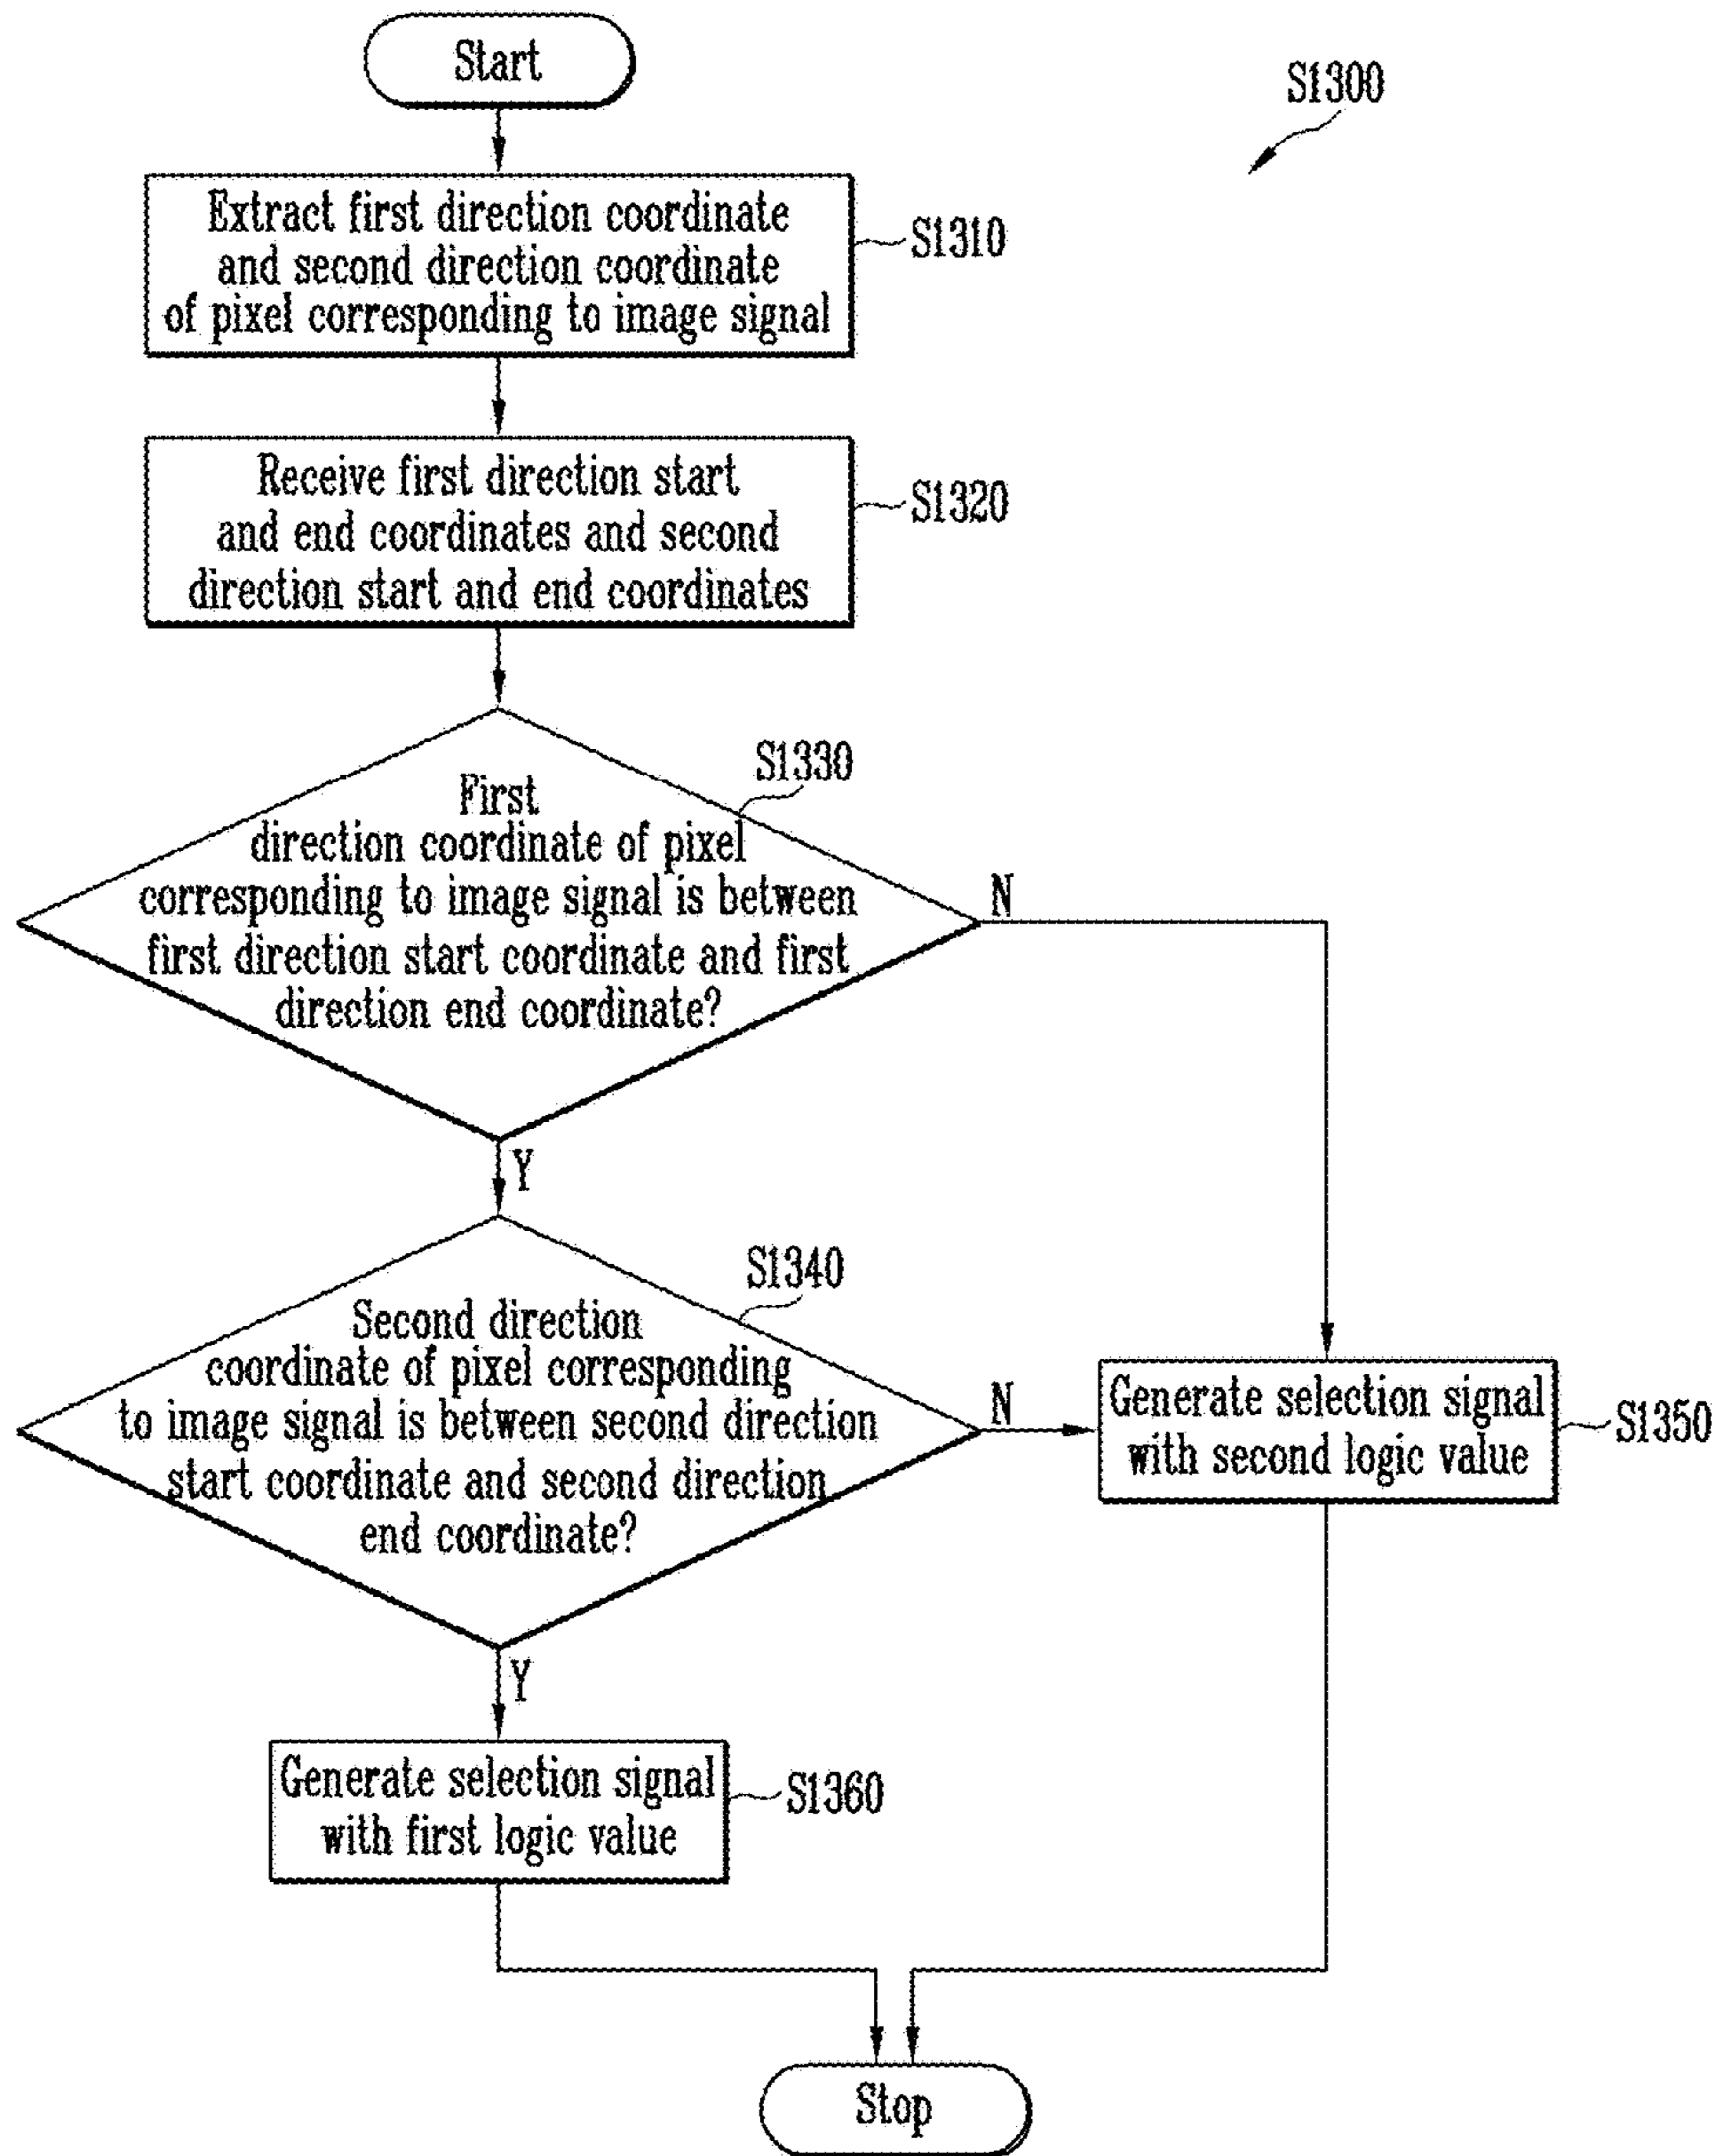 Start
S1300
Extract first direction coordinate
and second direction coordinate
of pixel corresponding to image signal
S1310
Receive first direction start
and end coordinates and second
direction start and end coordinates
S1320
S1330
First
direction coordinate of pixel
corresponding to image signal is between
first direction start coordinate and first
direction end coordinate?
N
Y
S1340
Second direction
coordinate of pixel corresponding
to image signal is between second direction
start coordinate and second direction
end coordinate?
N
Generate selection signal
with second logic value
S1350
Y
Generate selection signal
with first logic value
S1360
Stop